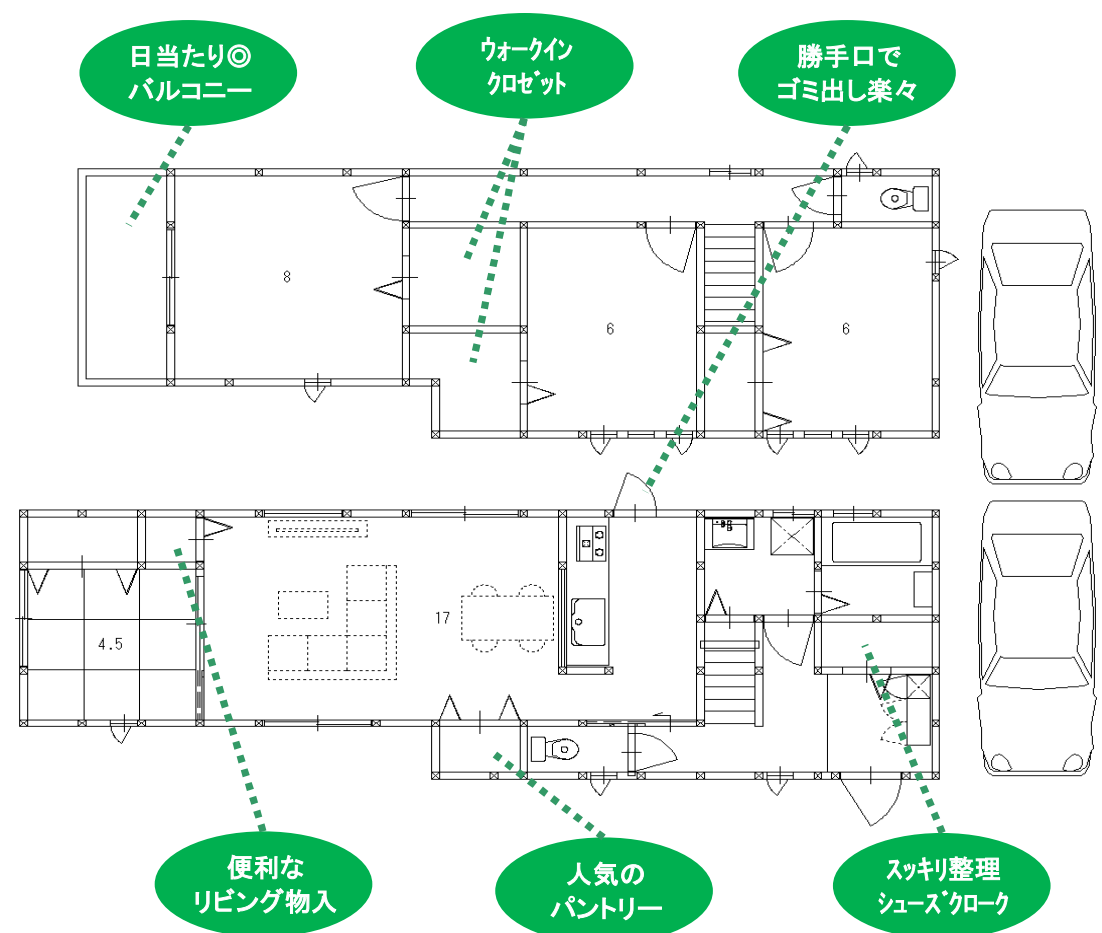 日当たり◎
バルコニー
ウォークイン
クロゼット
勝手口で
ゴミ出し楽々
8
6
6
17
4.5
便利な
リビング物入
人気の
パントリー
スッキリ整理
シューズクローク